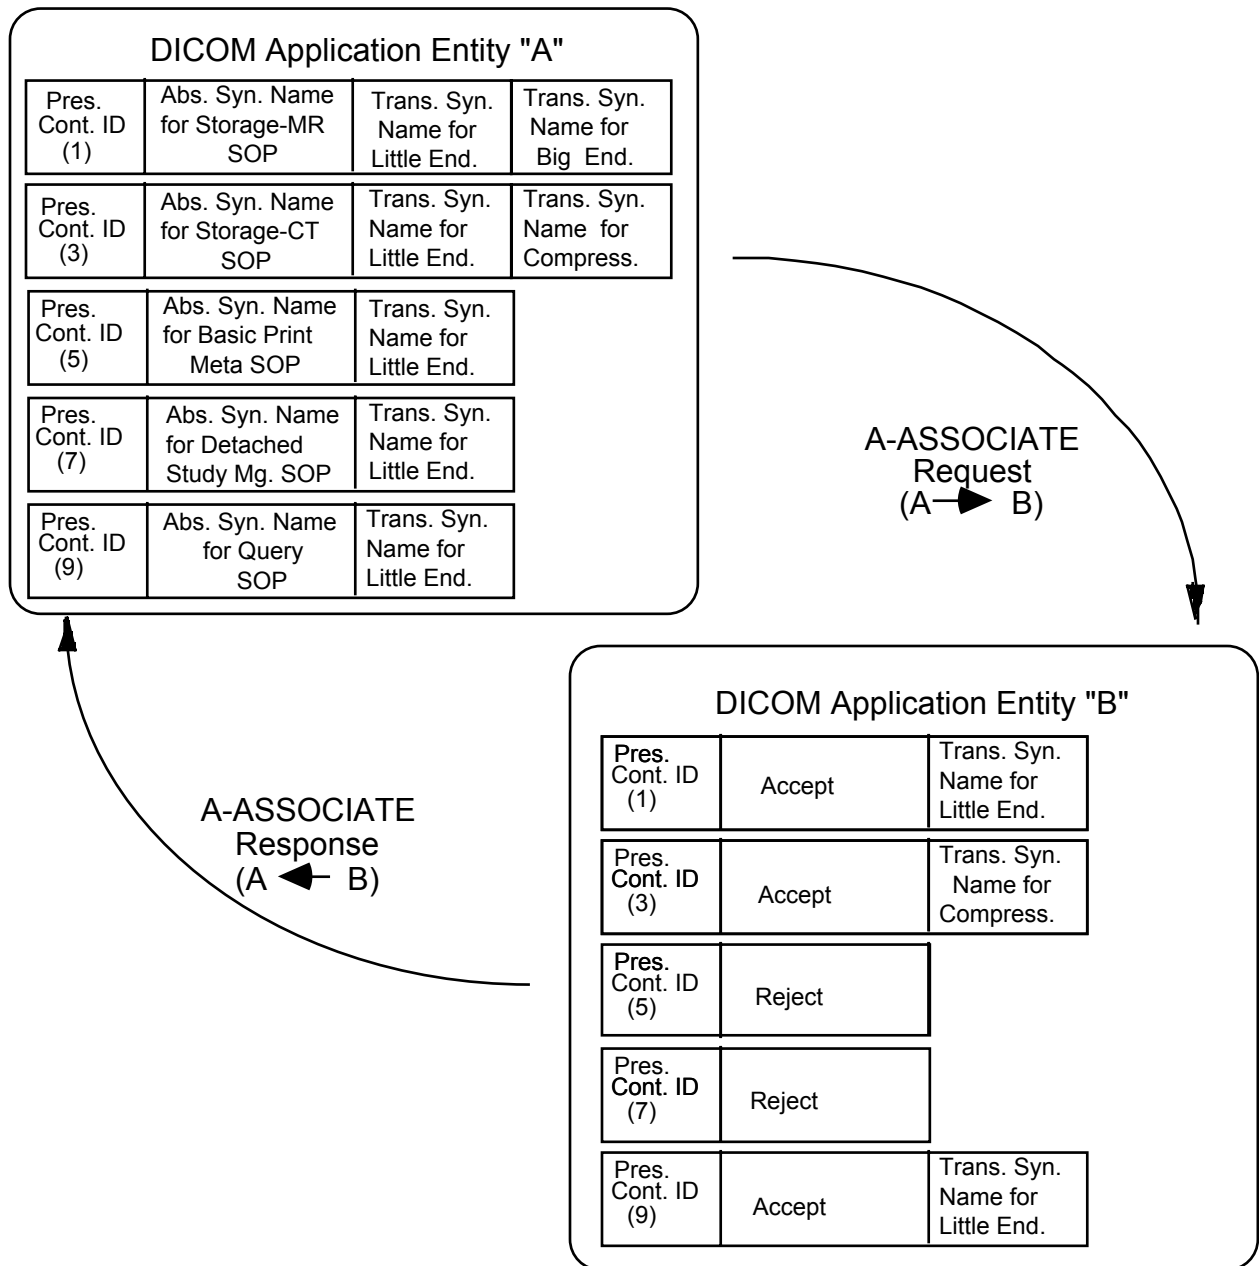 DICOM Application Entity "A"
Pres.
Cont. ID
(1)
Abs. Syn. Name
for Storage-MR
SOP
Trans. Syn.
Name for
Little End.
Trans. Syn.
Name for
Big End.
Pres.
Cont. ID
(3)
Abs. Syn. Name
for Storage-CT
SOP
Trans. Syn.
Name for
Little End.
Trans. Syn.
Name for
Compress.
Pres.
Cont. ID
(5)
Abs. Syn. Name
for Basic Print
Meta SOP
Trans. Syn.
Name for
Little End.
Pres.
Cont. ID
(7)
Abs. Syn. Name
for Detached
Study Mg. SOP
Trans. Syn.
Name for
Little End.
Pres.
Cont. ID
(9)
Abs. Syn. Name
for Query
SOP
Trans. Syn.
Name for
Little End.
A-ASSOCIATE
Request
(A B)
DICOM Application Entity "B"
Pres.
Cont. ID
(1)
Accept
Trans. Syn.
Name for
Little End.
Pres.
Cont. ID
(3)
Accept
Trans. Syn.
Name for
Compress.
Pres.
Cont. ID
(5)
Reject
Pres.
Cont. ID
(7)
Reject
Pres.
Cont. ID
(9)
Accept
Trans. Syn.
Name for
Little End.
A-ASSOCIATE
Response
(A B)